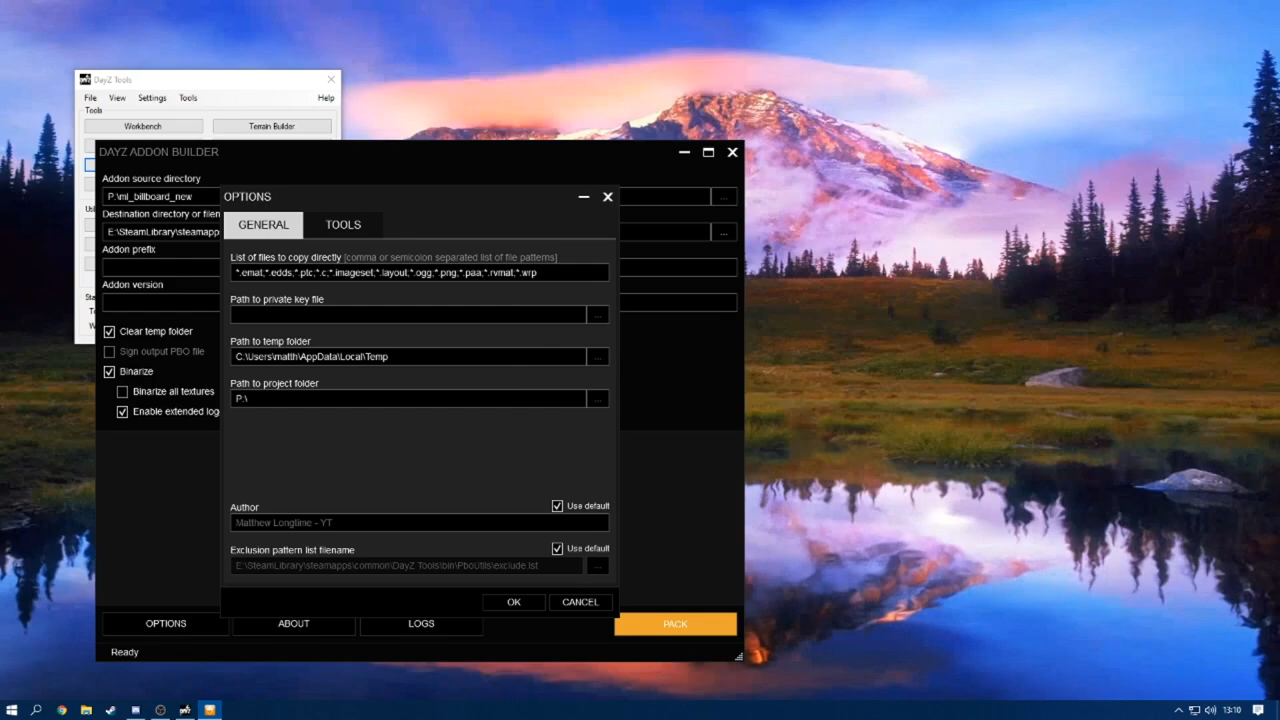 DayZ Tools
File View Settings Tools Help
Tools
Workbench Terrain Builder
DAYZ ADDON BUILDER
Addon source directory
P:\ml_billboard_new
...
Destination directory or filen
E:\SteamLibrary\steamapps
...
Addon prefix
Addon version
Clear temp folder
Sign output PBO file
Binarize
Binarize all textures
Enable extended log
OPTIONS
GENERAL TOOLS
List of files to copy directly [comma or semicolon separated list of file patterns]
*.emat;*.edds;*.ptc;*.c;*.imageset;*.layout;*.ogg;*.png;*.paa;*.rvmat;*.wrp
Path to private key file
...
Path to temp folder
C:\Users\matth\AppData\Local\Temp
...
Path to project folder
P:\
...
Author
Use default
Matthew Longtime - YT
Exclusion pattern list filename
Use default
E:\SteamLibrary\steamapps\common\DayZ Tools\bin\PboUtils\exclude.lst
...
OK CANCEL
OPTIONS ABOUT LOGS PACK
Ready
13:10